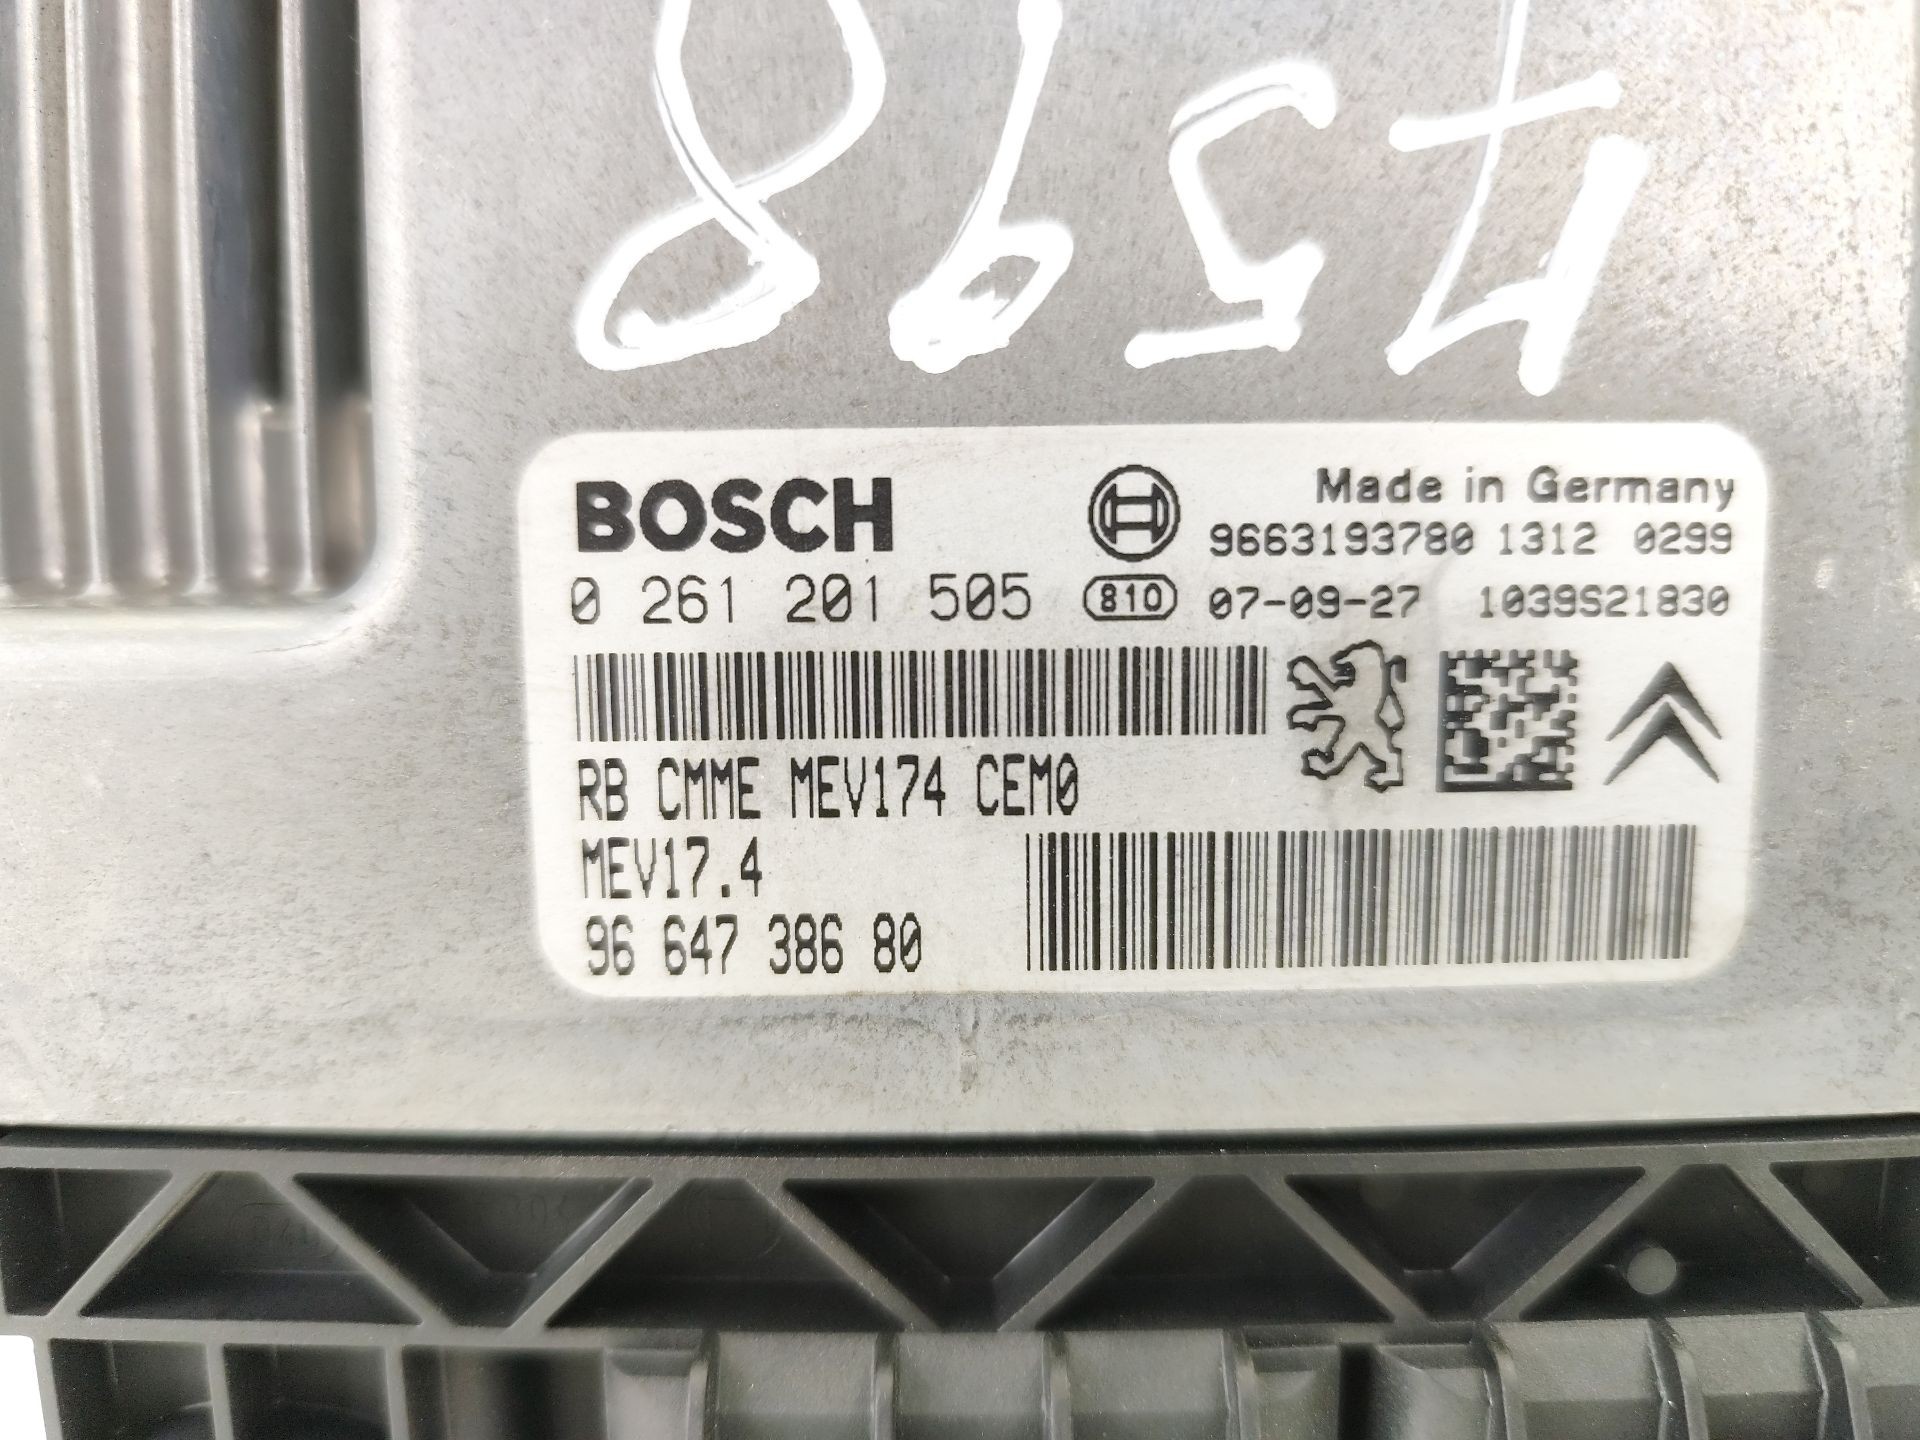 BOSCH
Made in Germany
9663193780 1312 0299
0 261 201 505 810 07-09-27 1039S21830
RB CMME MEV174 CEM0
MEV17.4
96 647 386 80